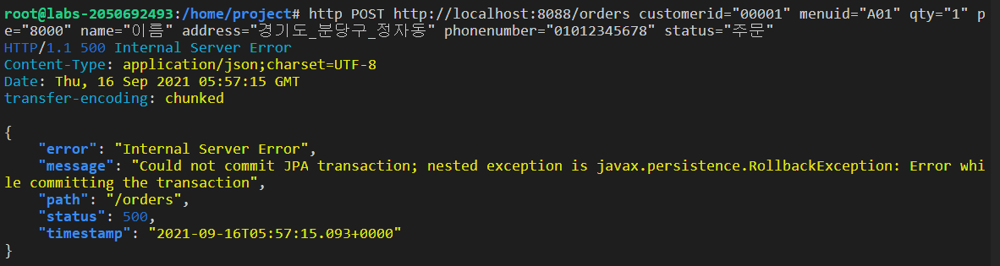 root@labs-2050692493:/home/project# http POST http://localhost:8088/orders customerid="00001" menuid="A01" qty="1" p
e="8000" name="이름" address="경기도_분당구_정자동" phonenumber="01012345678" status="주문"
HTTP/1.1 500 Internal Server Error
Content-Type: application/json;charset=UTF-8
Date: Thu, 16 Sep 2021 05:57:15 GMT
transfer-encoding: chunked
{
    "error": "Internal Server Error",
    "message": "Could not commit JPA transaction; nested exception is javax.persistence.RollbackException: Error whi
le committing the transaction",
    "path": "/orders",
    "status": 500,
    "timestamp": "2021-09-16T05:57:15.093+0000"
}